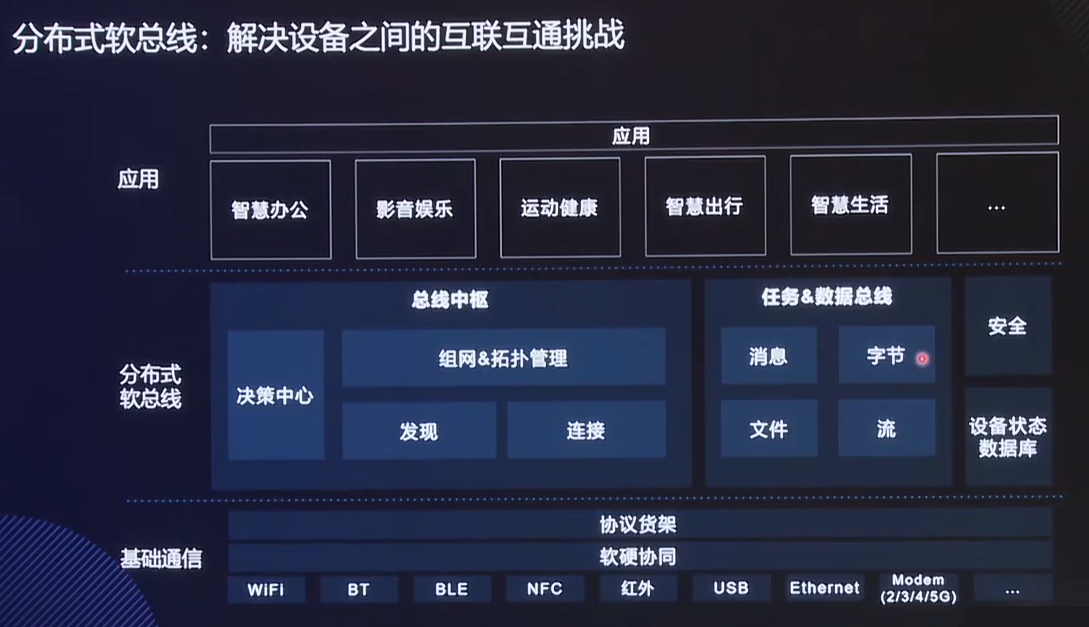 分布式软总线：解决设备之间的互联互通挑战
应用
应用
智慧办公
影音娱乐
运动健康
智慧出行
智慧生活
...
分布式
软总线
总线中枢
决策中心
组网&拓扑管理
发现
连接
任务&数据总线
消息
字节
文件
流
安全
设备状态
数据库
基础通信
协议货架
软硬协同
WiFi
BT
BLE
NFC
红外
USB
Ethernet
Modem
(2/3/4/5G)
...